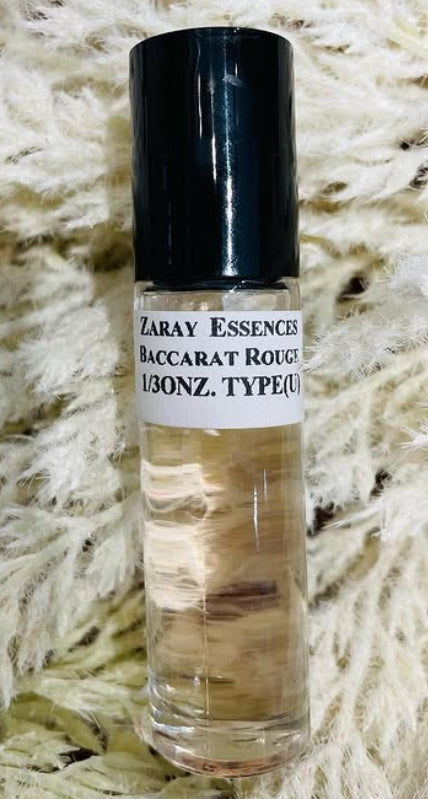 ZARAY ESSENCES
BACCARAT ROUGE
1/3ONZ. TYPE(U)